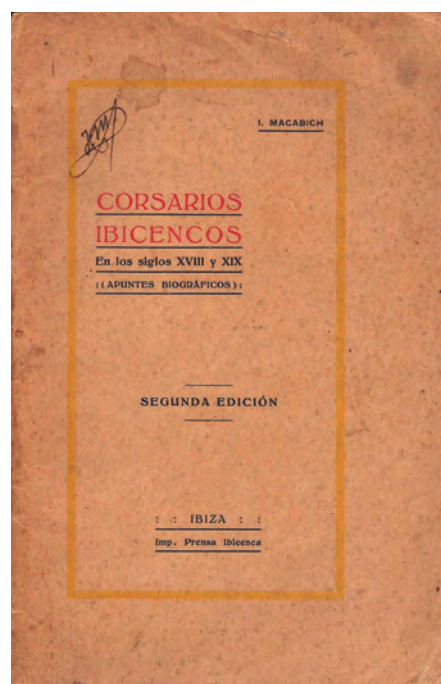 I. MACABICH
CORSARIOS
IBICENCOS
En los siglos XVIII y XIX
:(APUNTES BIOGRÁFICOS):
SEGUNDA EDICIÓN
: : IBIZA : :
Imp. Prensa Ibicenca